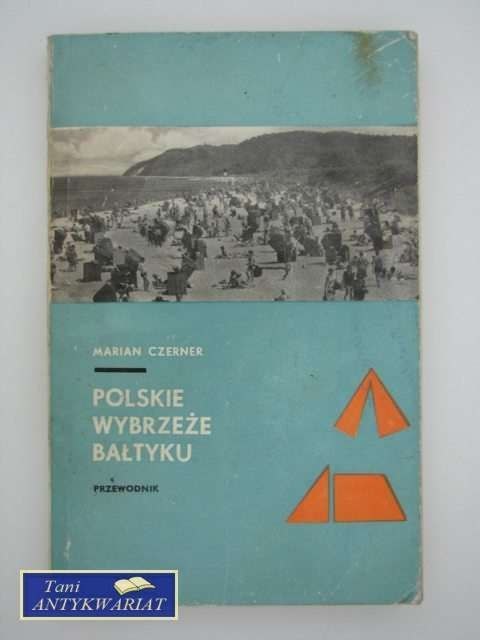 MARIAN CZERNER
POLSKIE
WYBRZEŻE
BAŁTYKU
PRZEWODNIK
Tani
ANTYKWARIAT